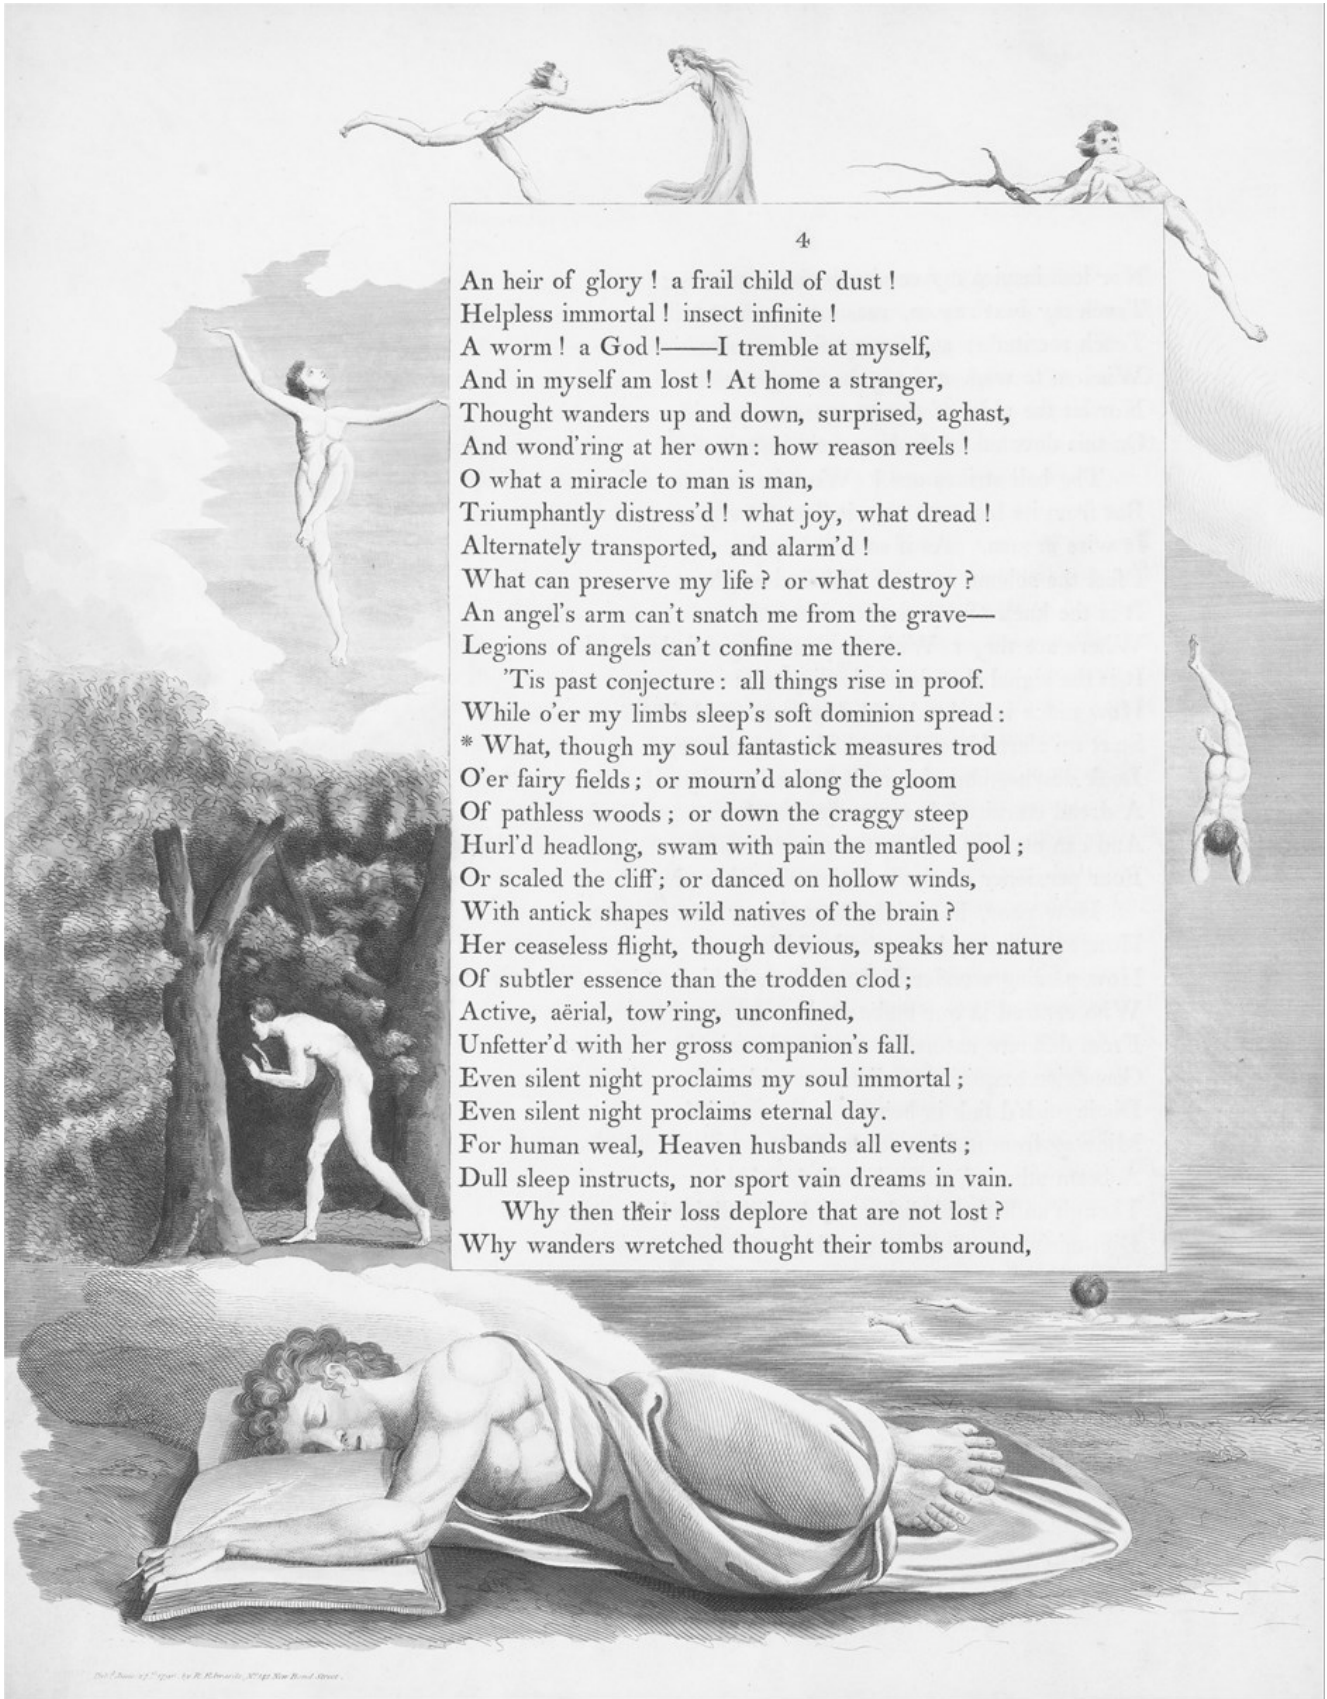 4
An heir of glory ! a frail child of dust !
Helpless immortal ! insect infinite !
A worm ! a God !——I tremble at myself,
And in myself am lost ! At home a stranger,
Thought wanders up and down, surprised, aghast,
And wond'ring at her own : how reason reels !
O what a miracle to man is man,
Triumphantly distress'd ! what joy, what dread !
Alternately transported, and alarm'd !
What can preserve my life ? or what destroy ?
An angel's arm can't snatch me from the grave—
Legions of angels can't confine me there.
'Tis past conjecture : all things rise in proof.
While o'er my limbs sleep's soft dominion spread :
* What, though my soul fantastick measures trod
O'er fairy fields ; or mourn'd along the gloom
Of pathless woods ; or down the craggy steep
Hurl'd headlong, swam with pain the mantled pool ;
Or scaled the cliff ; or danced on hollow winds,
With antick shapes wild natives of the brain ?
Her ceaseless flight, though devious, speaks her nature
Of subtler essence than the trodden clod ;
Active, aërial, tow'ring, unconfined,
Unfetter'd with her gross companion's fall.
Even silent night proclaims my soul immortal ;
Even silent night proclaims eternal day.
For human weal, Heaven husbands all events ;
Dull sleep instructs, nor sport vain dreams in vain.
Why then their loss deplore that are not lost ?
Why wanders wretched thought their tombs around,
by R. Edwards, No 142 New Bond Street.